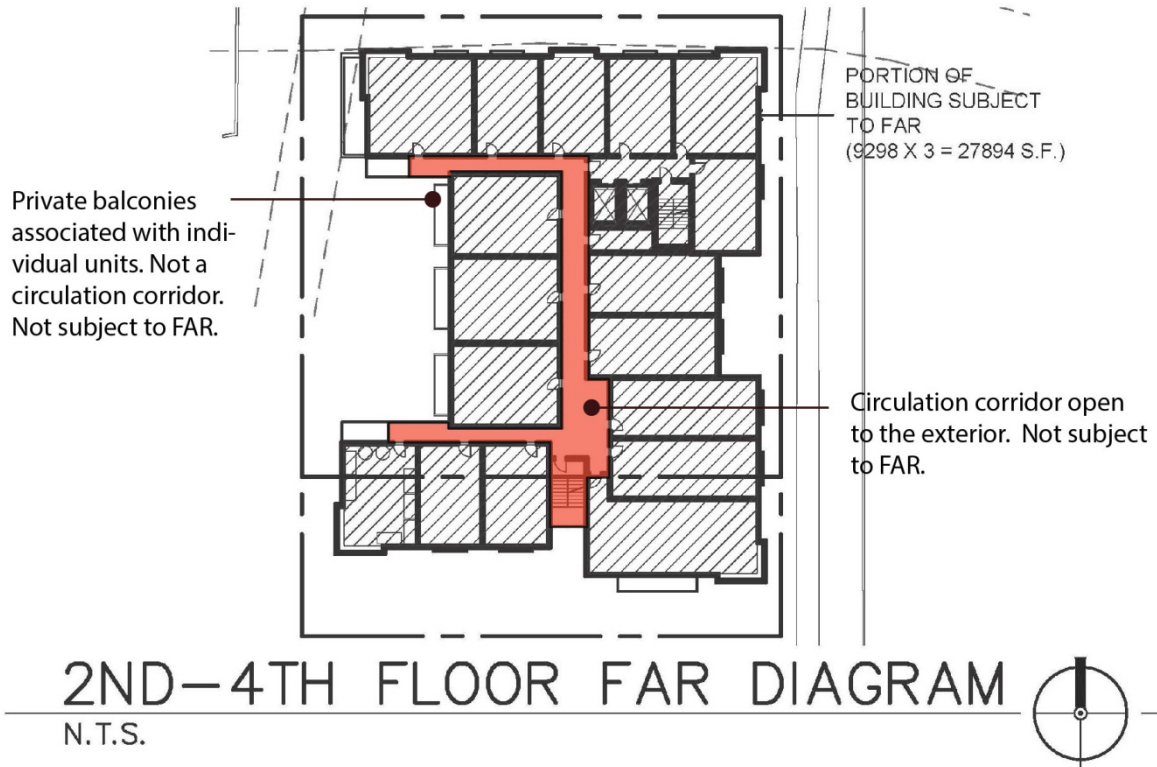 PORTION OF
BUILDING SUBJECT
TO FAR
(9298 X 3 = 27894 S.F.)
Private balconies
associated with indi-
vidual units. Not a
circulation corridor.
Not subject to FAR.
Circulation corridor open
to the exterior. Not subject
to FAR.
2ND-4TH FLOOR FAR DIAGRAM
N.T.S.